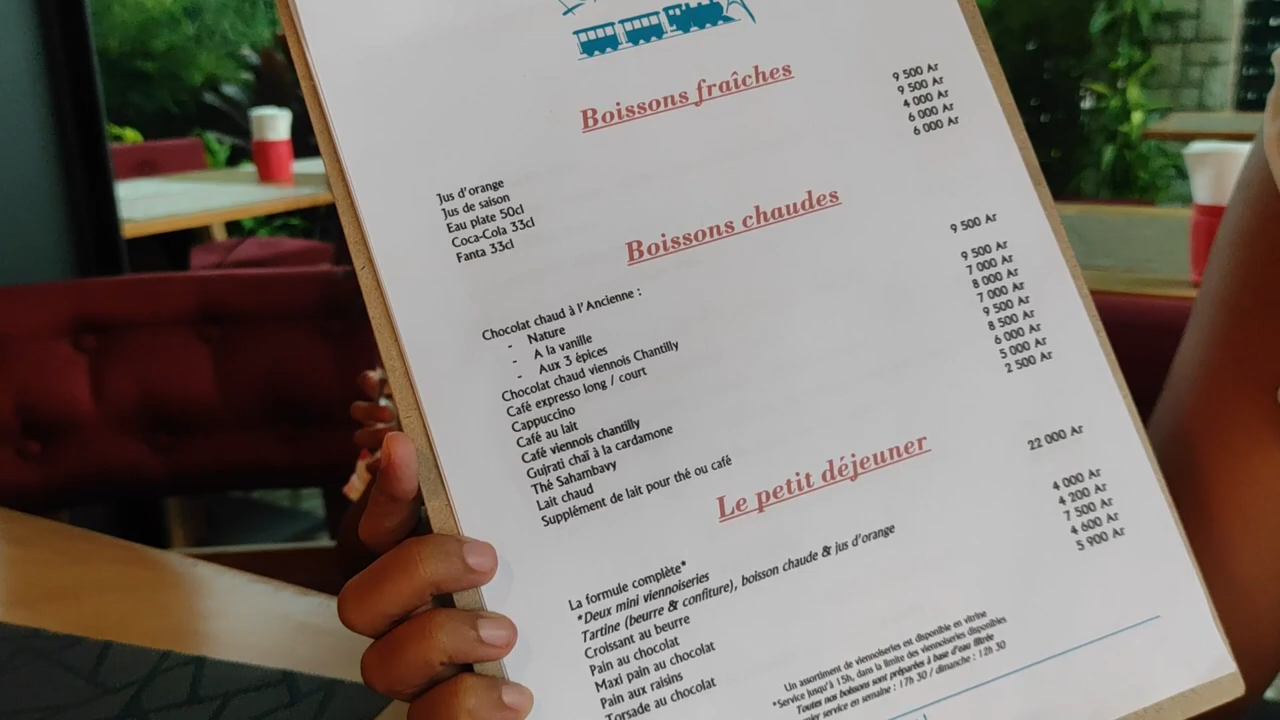 Boissons fraîches
Jus d'orange 9 500 Ar
Jus de saison 9 500 Ar
Eau plate 50cl 4 000 Ar
Coca-Cola 33cl 6 000 Ar
Fanta 33cl 6 000 Ar
Boissons chaudes
Chocolat chaud à l'Ancienne : 9 500 Ar
- Nature
- A la vanille
- Aux 3 épices
Chocolat chaud viennois Chantilly 9 500 Ar
Café expresso long / court 7 000 Ar
Cappuccino 8 000 Ar
Café au lait 7 000 Ar
Café viennois chantilly 9 500 Ar
Gujrati chaï à la cardamone 8 500 Ar
Thé Sahambavy 6 000 Ar
Lait chaud 5 000 Ar
Supplément de lait pour thé ou café 2 500 Ar
Le petit déjeuner
La formule complète* 22 000 Ar
*Deux mini viennoiseries
Tartine (beurre & confiture), boisson chaude & jus d'orange
Croissant au beurre 4 000 Ar
Pain au chocolat 4 200 Ar
Maxi pain au chocolat 7 500 Ar
Pain aux raisins 4 600 Ar
Torsade au chocolat 5 900 Ar
Un assortiment de viennoiseries est disponible en vitrine
*Service jusqu'à 15h, dans la limite des viennoiseries disponibles
Toutes nos boissons sont préparées à base d'eau filtrée
service en semaine : 17h 30 / dimanche : 12h 30